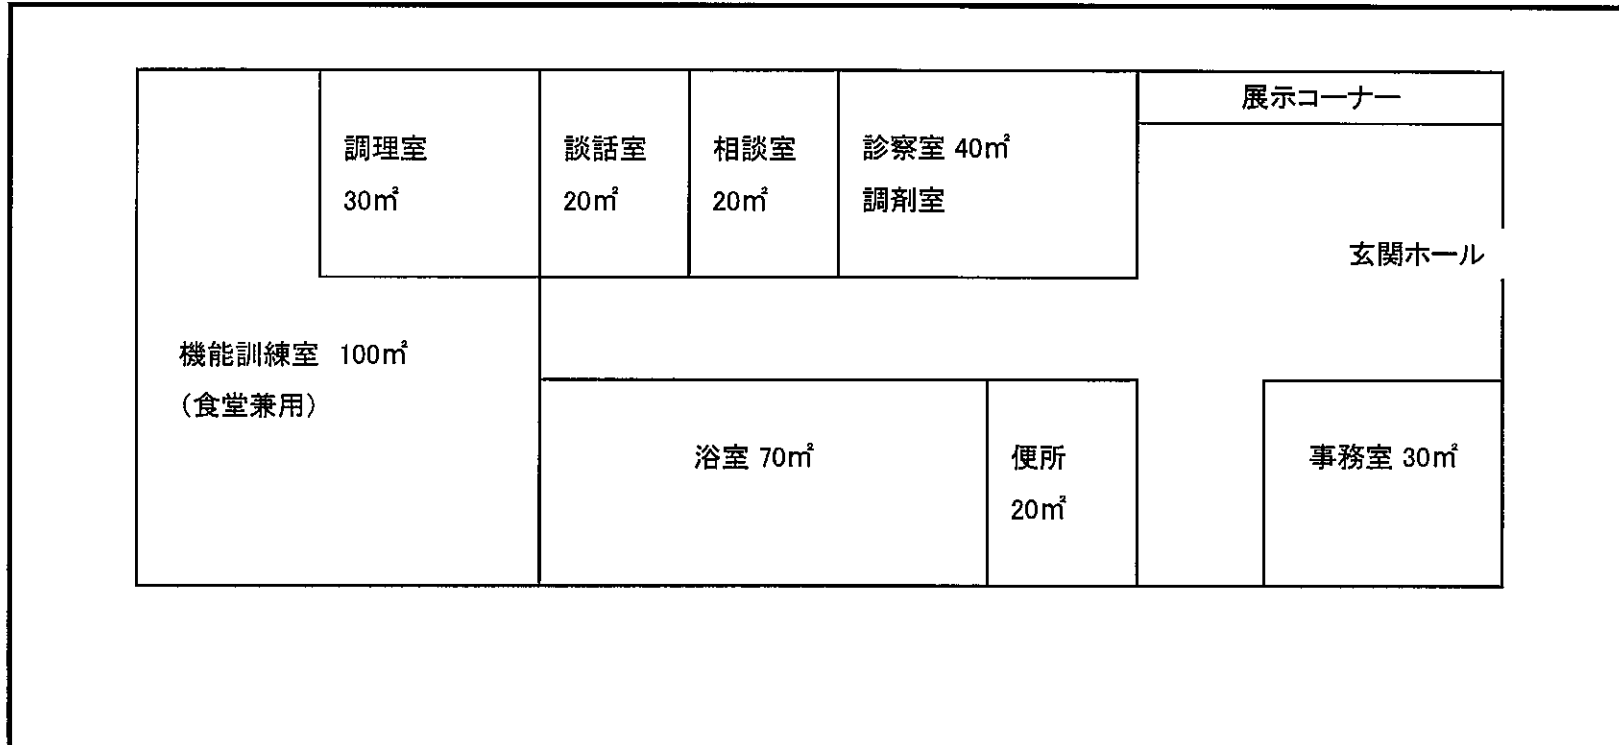 展示コーナー
調理室
30㎡
談話室
20㎡
相談室
20㎡
診察室 40㎡
調剤室
玄関ホール
機能訓練室 100㎡
（食堂兼用）
浴室 70㎡
便所
20㎡
事務室 30㎡